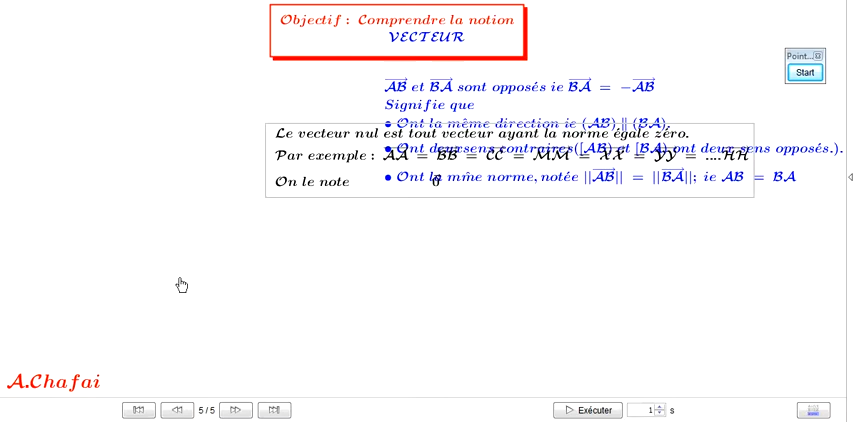 Objectif : Comprendre la notion
VECTEUR
Point...
Start
AB et BA sont opposés ie BA = −AB
Signifie que
• Ont la même direction ie (AB) || (BA).
Le vecteur nul est tout vecteur ayant la norme égale zéro.
• Ont deux sens contraires([AB) et [BA) ont deux sens opposés.).
Par exemple : AA = BB = CC = MM = XX = YY = ....HH
• Ont la mme norme, notée ||AB|| = ||BA||; ie AB = BA
On le note 0
A.Chafai
5 / 5
Exécuter
1
s